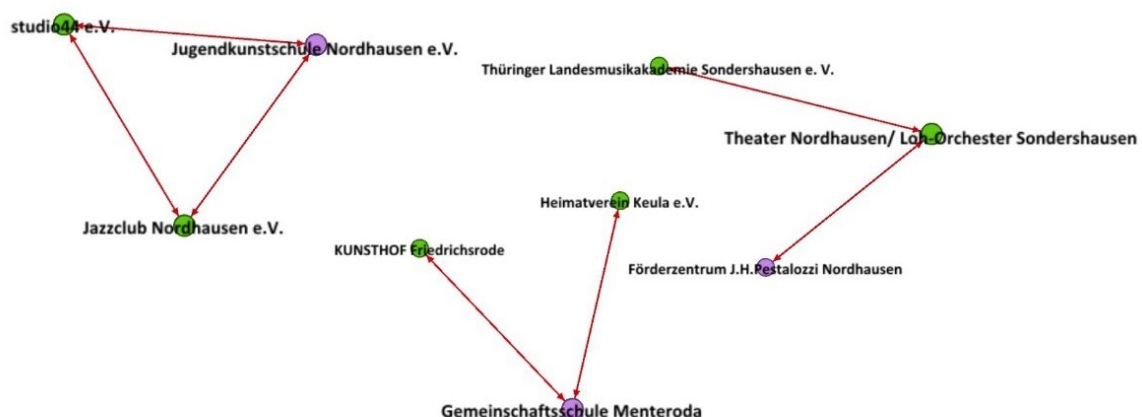 studio44 e.V.
Jugendkunstschule Nordhausen e.V.
Thüringer Landesmusikakademie Sondershausen e. V.
Theater Nordhausen/ Loh-Orchester Sondershausen
Heimatverein Keula e.V.
Jazzclub Nordhausen e.V.
KUNSTHOF Friedrichsrode
Förderzentrum J.H.Pestalozzi Nordhausen
Gemeinschaftsschule Menteroda